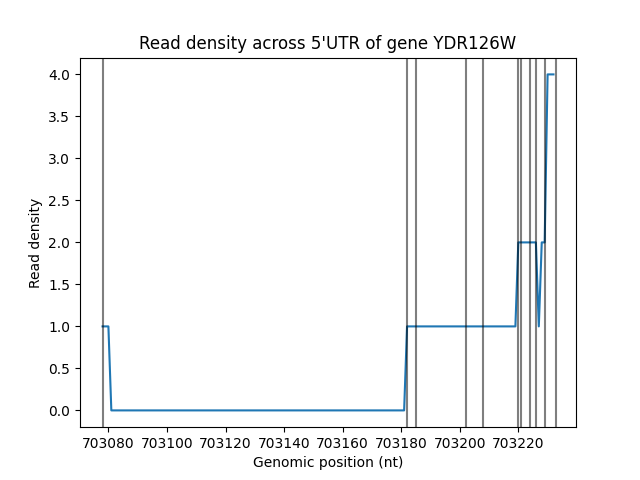 Read density across 5'UTR of gene YDR126W
4.0
3.5
3.0
2.5
2.0
1.5
1.0
0.5
0.0
Read density
703080 703100 703120 703140 703160 703180 703200 703220
Genomic position (nt)